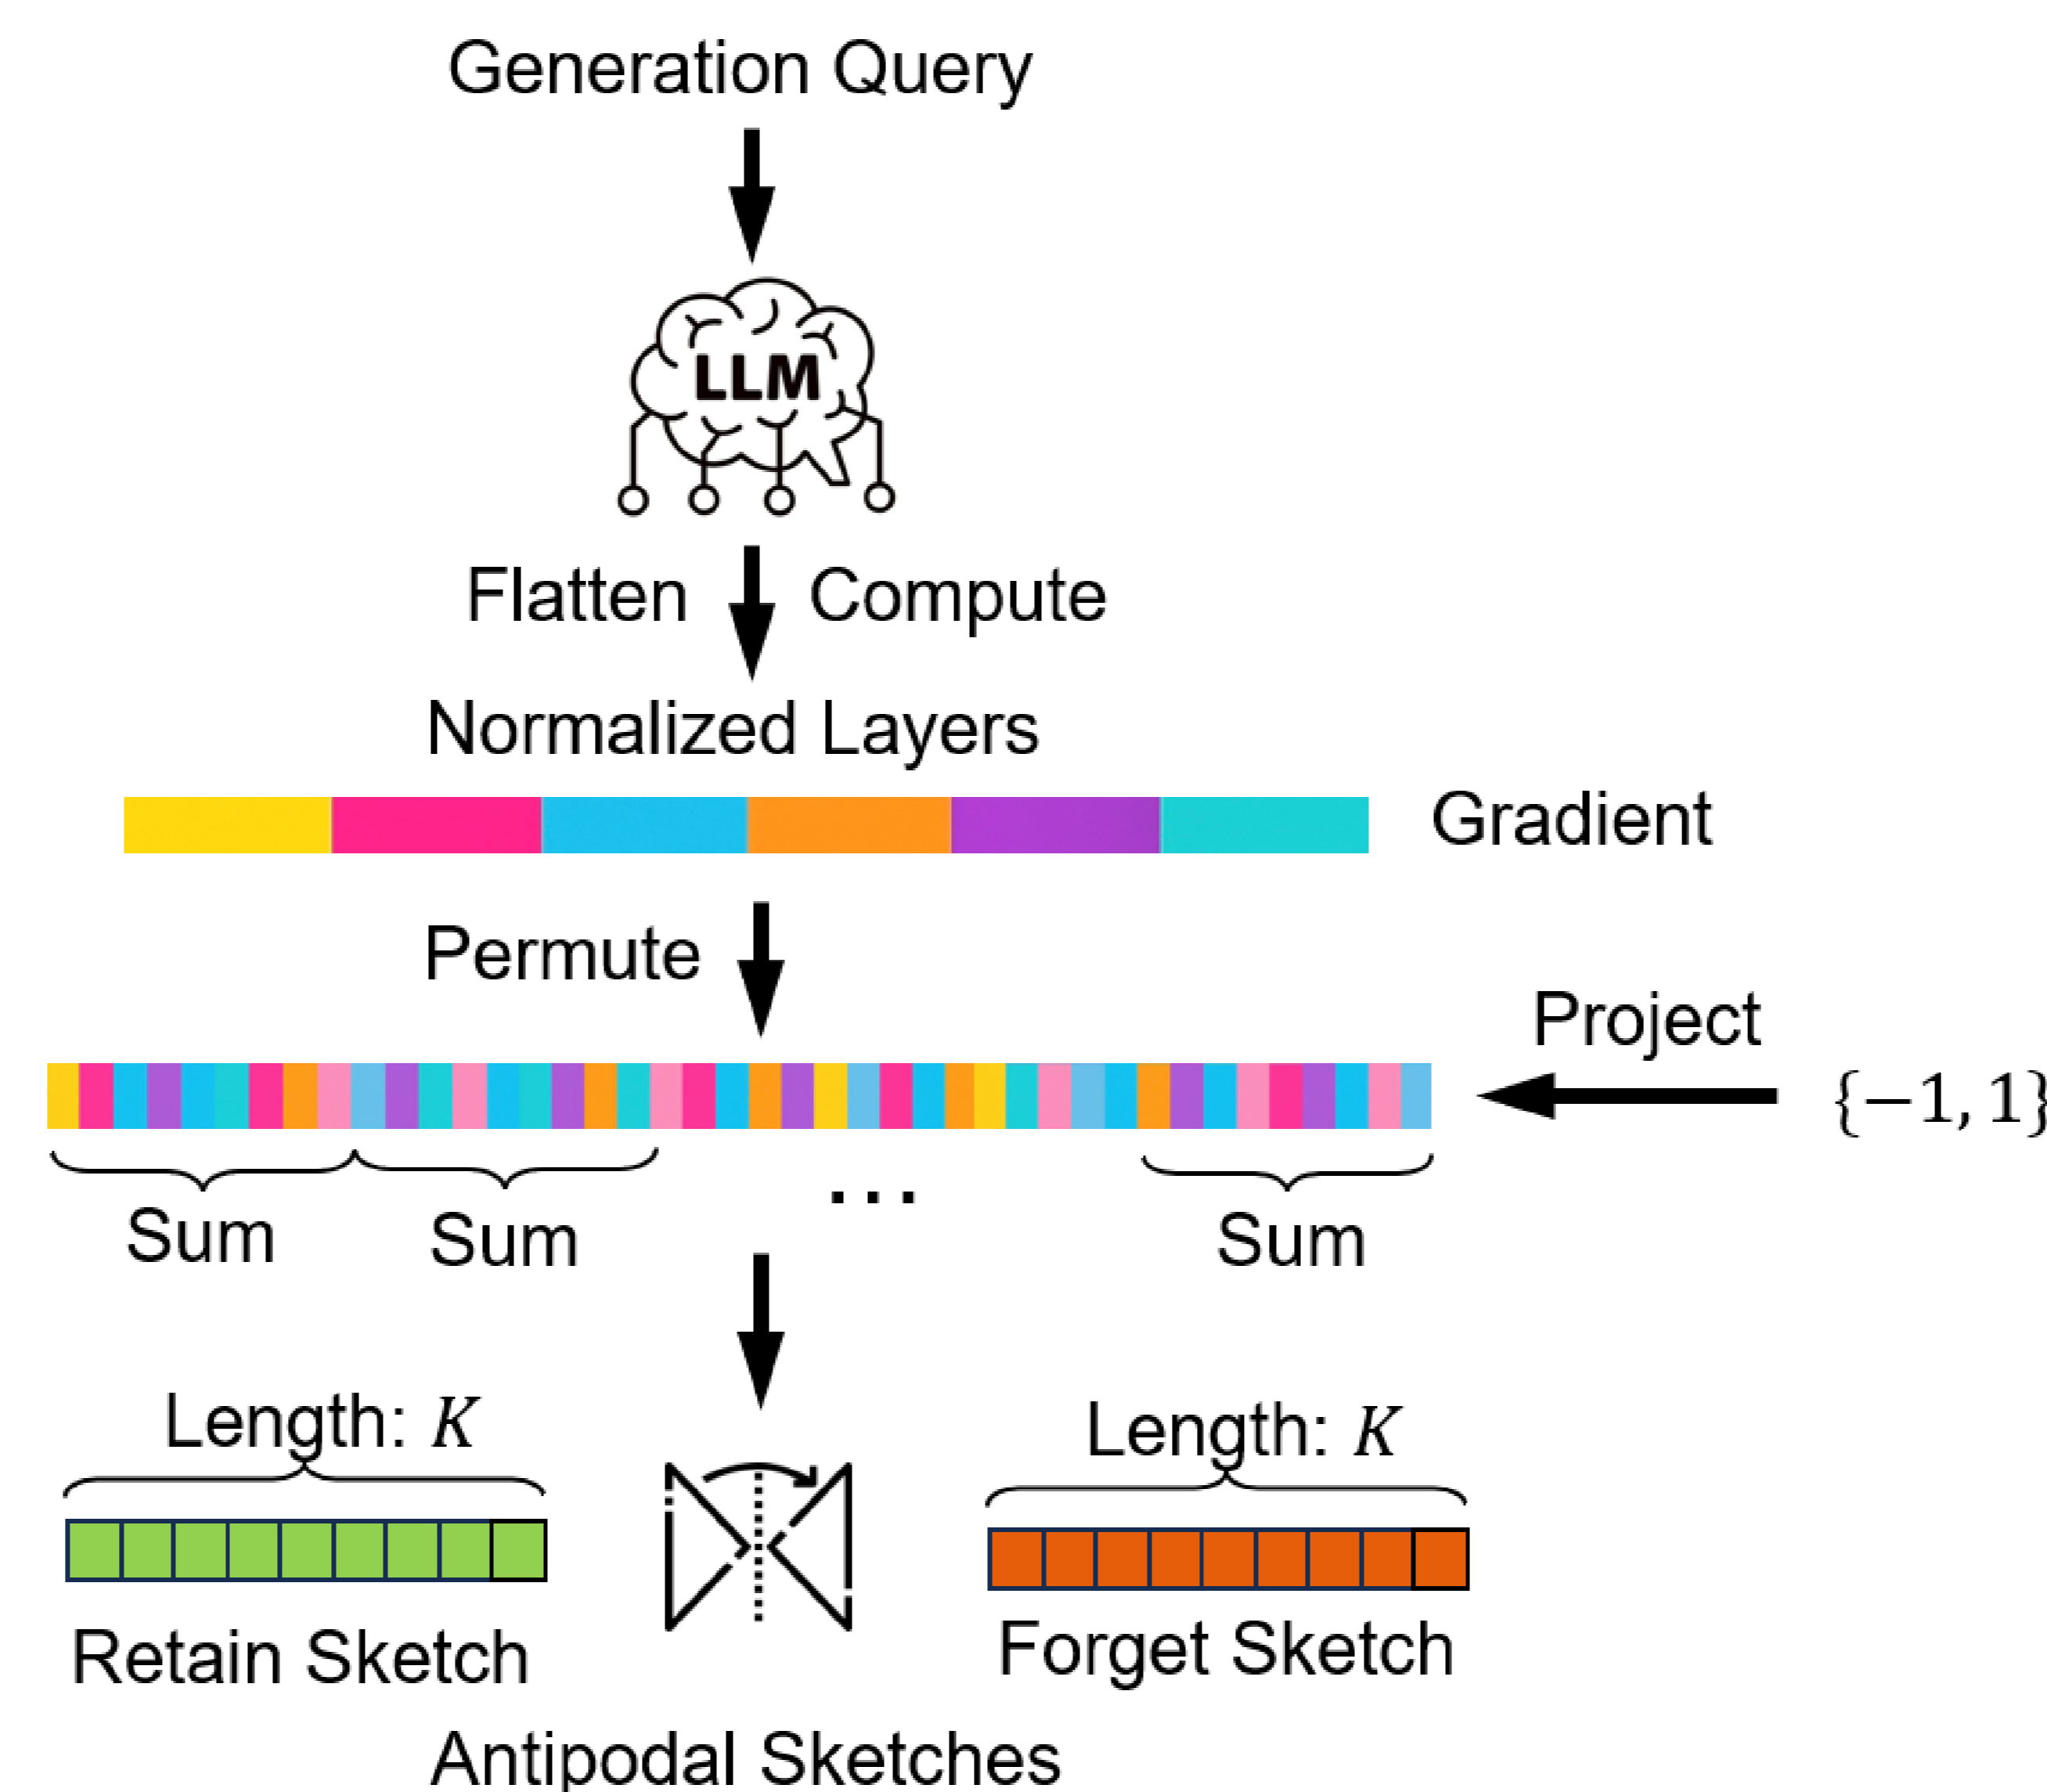 Generation Query
LLM
Flatten Compute
Normalized Layers
Gradient
Permute
Project
{−1, 1}
Sum Sum ... Sum
Length: K Length: K
Retain Sketch Forget Sketch
Antipodal Sketches